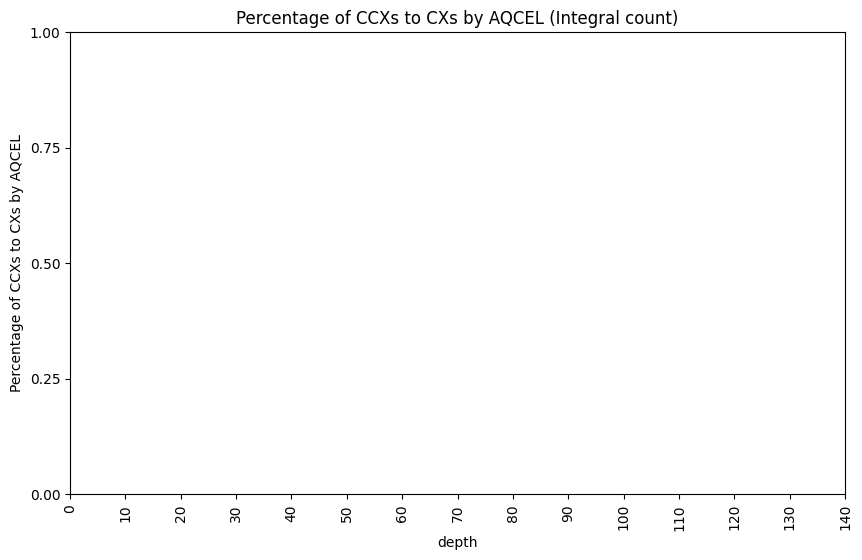 Percentage of CCXs to CXs by AQCEL (Integral count)
Percentage of CCXs to CXs by AQCEL
1.00
0.75
0.50
0.25
0.00
0 10 20 30 40 50 60 70 80 90 100 110 120 130 140
depth